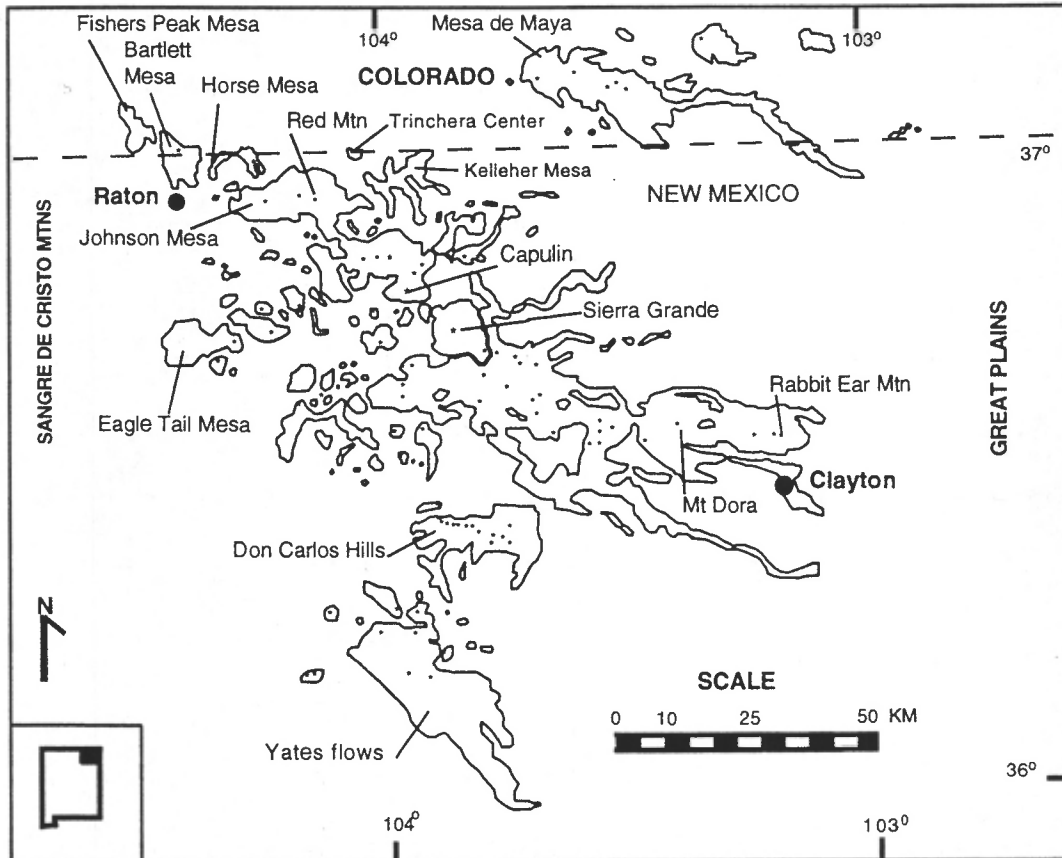 Fishers Peak Mesa
Bartlett
Mesa
Horse Mesa
Red Mtn
104°
Mesa de Maya
103°
COLORADO
Trinchera Center
37°
Kelleher Mesa
NEW MEXICO
Raton
Johnson Mesa
Capulin
Sierra Grande
SANGRE DE CRISTO MTNS
GREAT PLAINS
Eagle Tail Mesa
Rabbit Ear Mtn
Clayton
Mt Dora
Don Carlos Hills
N
Yates flows
SCALE
0 10 25 50 KM
36°
104°
103°